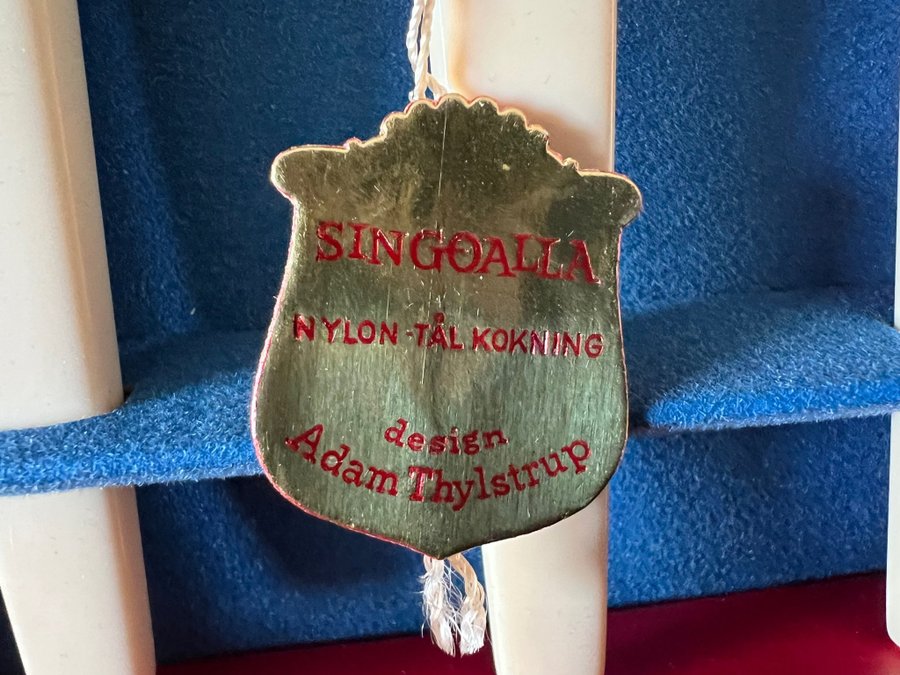 SINGOALLA
NYLON-TÅL KOKNING
design
Adam Thylstrup